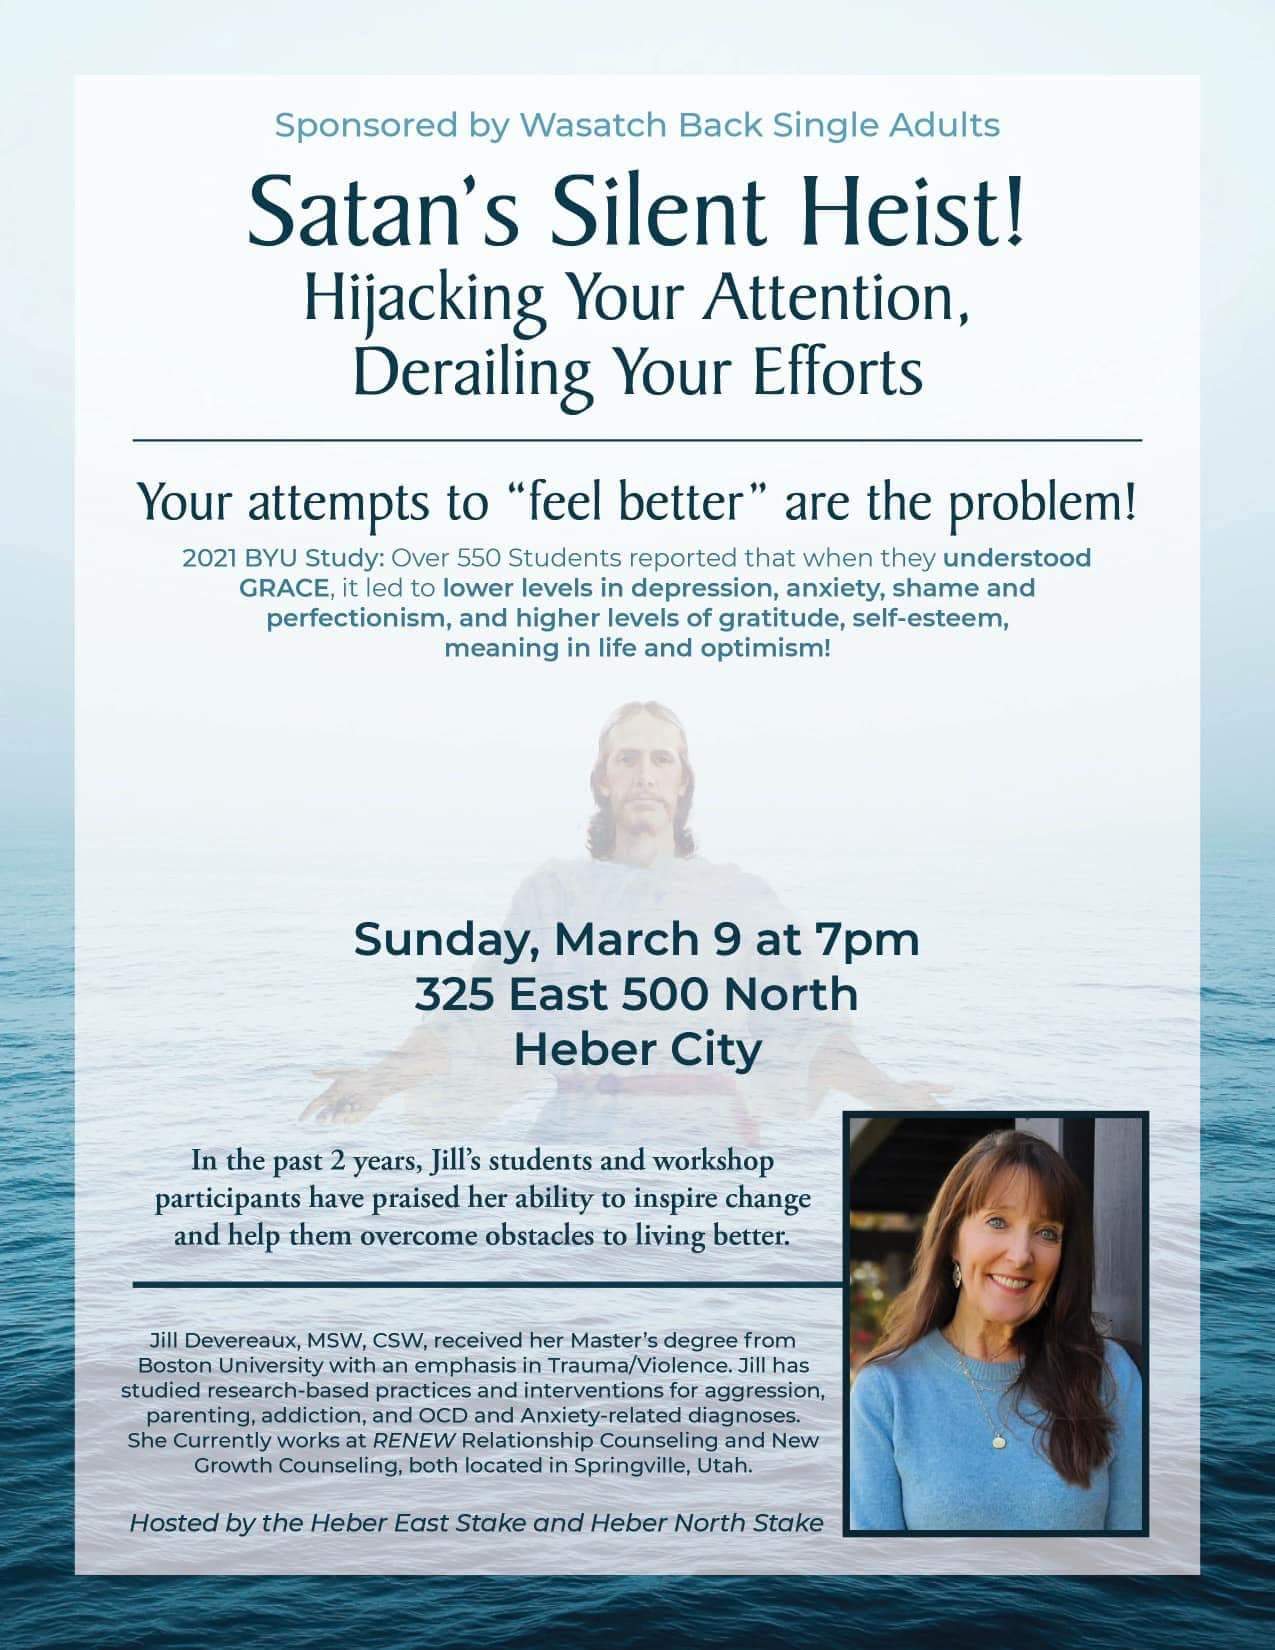 Sponsored by Wasatch Back Single Adults
Satan's Silent Heist!
Hijacking Your Attention,
Derailing Your Efforts
Your attempts to “feel better” are the problem!
2021 BYU Study: Over 550 Students reported that when they understood
GRACE, it led to lower levels in depression, anxiety, shame and
perfectionism, and higher levels of gratitude, self-esteem,
meaning in life and optimism!
Sunday, March 9 at 7pm
325 East 500 North
Heber City
In the past 2 years, Jill’s students and workshop
participants have praised her ability to inspire change
and help them overcome obstacles to living better.
Jill Devereaux, MSW, CSW, received her Master’s degree from
Boston University with an emphasis in Trauma/Violence. Jill has
studied research-based practices and interventions for aggression,
parenting, addiction, and OCD and Anxiety-related diagnoses.
She Currently works at RENEW Relationship Counseling and New
Growth Counseling, both located in Springville, Utah.
Hosted by the Heber East Stake and Heber North Stake